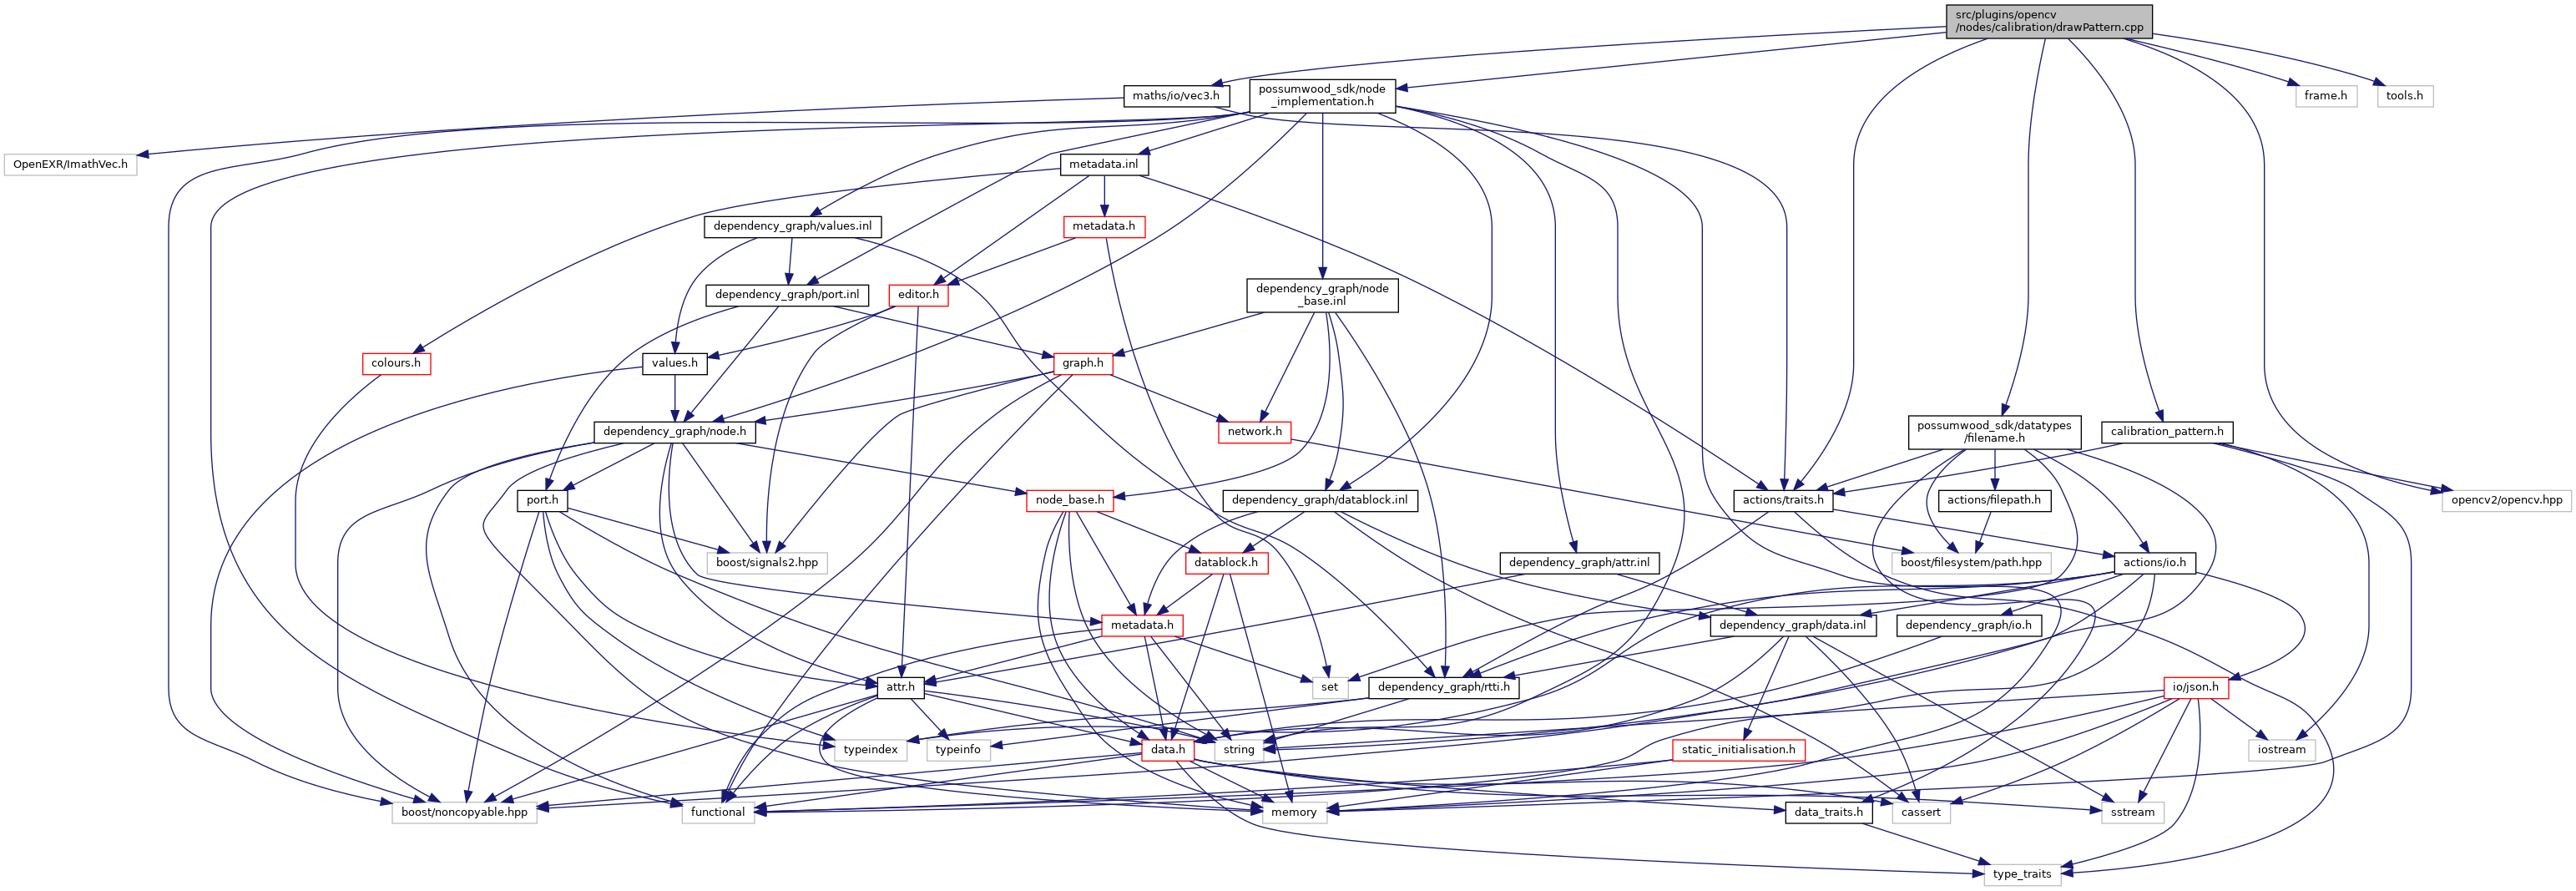 src/plugins/opencv
/nodes/calibration/drawPattern.cpp
maths/io/vec3.h
possumwood_sdk/node
_implementation.h
frame.h
tools.h
OpenEXR/ImathVec.h
metadata.inl
dependency_graph/values.inl
metadata.h
dependency_graph/port.inl
editor.h
dependency_graph/node
_base.inl
colours.h
values.h
graph.h
dependency_graph/node.h
network.h
possumwood_sdk/datatypes
/filename.h
calibration_pattern.h
port.h
node_base.h
dependency_graph/datablock.inl
actions/traits.h
actions/filepath.h
opencv2/opencv.hpp
boost/signals2.hpp
datablock.h
dependency_graph/attr.inl
boost/filesystem/path.hpp
actions/io.h
metadata.h
dependency_graph/data.inl
dependency_graph/io.h
attr.h
set
dependency_graph/rtti.h
io/json.h
typeindex
typeinfo
data.h
string
static_initialisation.h
iostream
boost/noncopyable.hpp
functional
memory
data_traits.h
cassert
sstream
type_traits